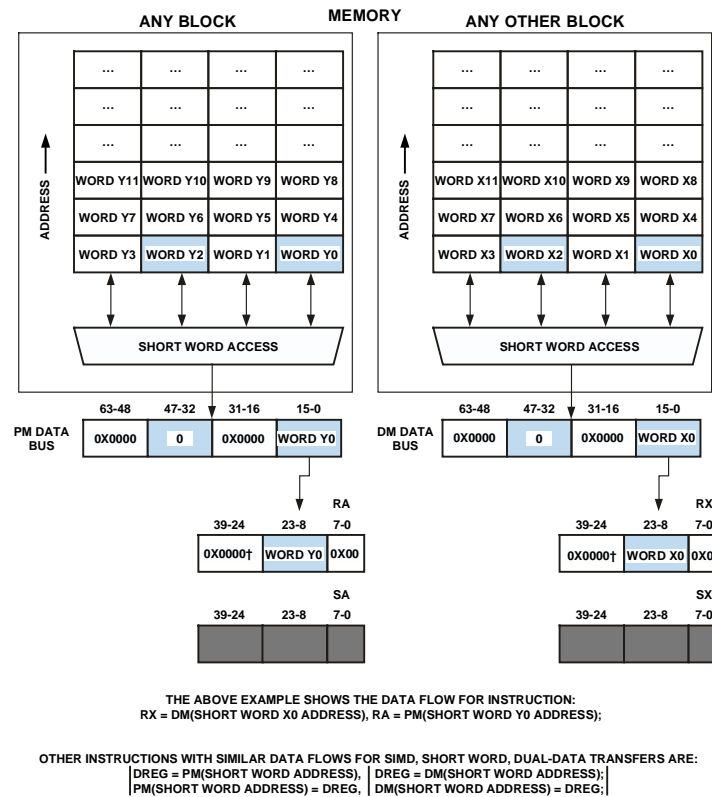 MEMORY
ANY BLOCK
ANY OTHER BLOCK
ADDRESS
... ... ... ...
... ... ... ...
... ... ... ...
WORD Y11 WORD Y10 WORD Y9 WORD Y8
WORD Y7 WORD Y6 WORD Y5 WORD Y4
WORD Y3 WORD Y2 WORD Y1 WORD Y0
SHORT WORD ACCESS
ADDRESS
... ... ... ...
... ... ... ...
... ... ... ...
WORD X11 WORD X10 WORD X9 WORD X8
WORD X7 WORD X6 WORD X5 WORD X4
WORD X3 WORD X2 WORD X1 WORD X0
SHORT WORD ACCESS
63-48 47-32 31-16 15-0
PM DATA
BUS
0X0000 0 0X0000 WORD Y0
63-48 47-32 31-16 15-0
DM DATA
BUS
0X0000 0 0X0000 WORD X0
RA
39-24 23-8 7-0
0X0000† WORD Y0 0X00
SA
39-24 23-8 7-0
RX
39-24 23-8 7-0
0X0000† WORD X0
SX
39-24 23-8 7-0
THE ABOVE EXAMPLE SHOWS THE DATA FLOW FOR INSTRUCTION:
RX = DM(SHORT WORD X0 ADDRESS), RA = PM(SHORT WORD Y0 ADDRESS);
OTHER INSTRUCTIONS WITH SIMILAR DATA FLOWS FOR SIMD, SHORT WORD, DUAL-DATA TRANSFERS ARE:
|DREG = PM(SHORT WORD ADDRESS), | DREG = DM(SHORT WORD ADDRESS);|
|PM(SHORT WORD ADDRESS) = DREG, | DM(SHORT WORD ADDRESS) = DREG;|